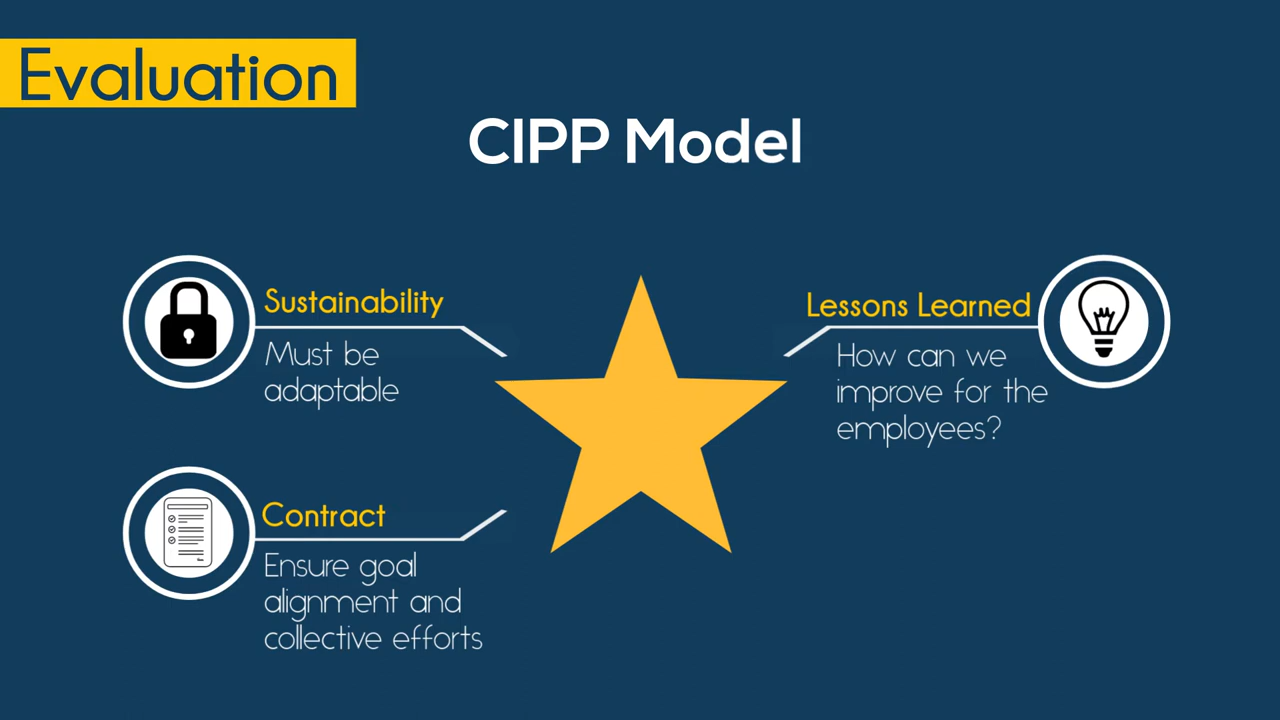 Evaluation
CIPP Model
Sustainability
Must be
adaptable
Lessons Learned
How can we
improve for the
employees?
Contract
Ensure goal
alignment and
collective efforts